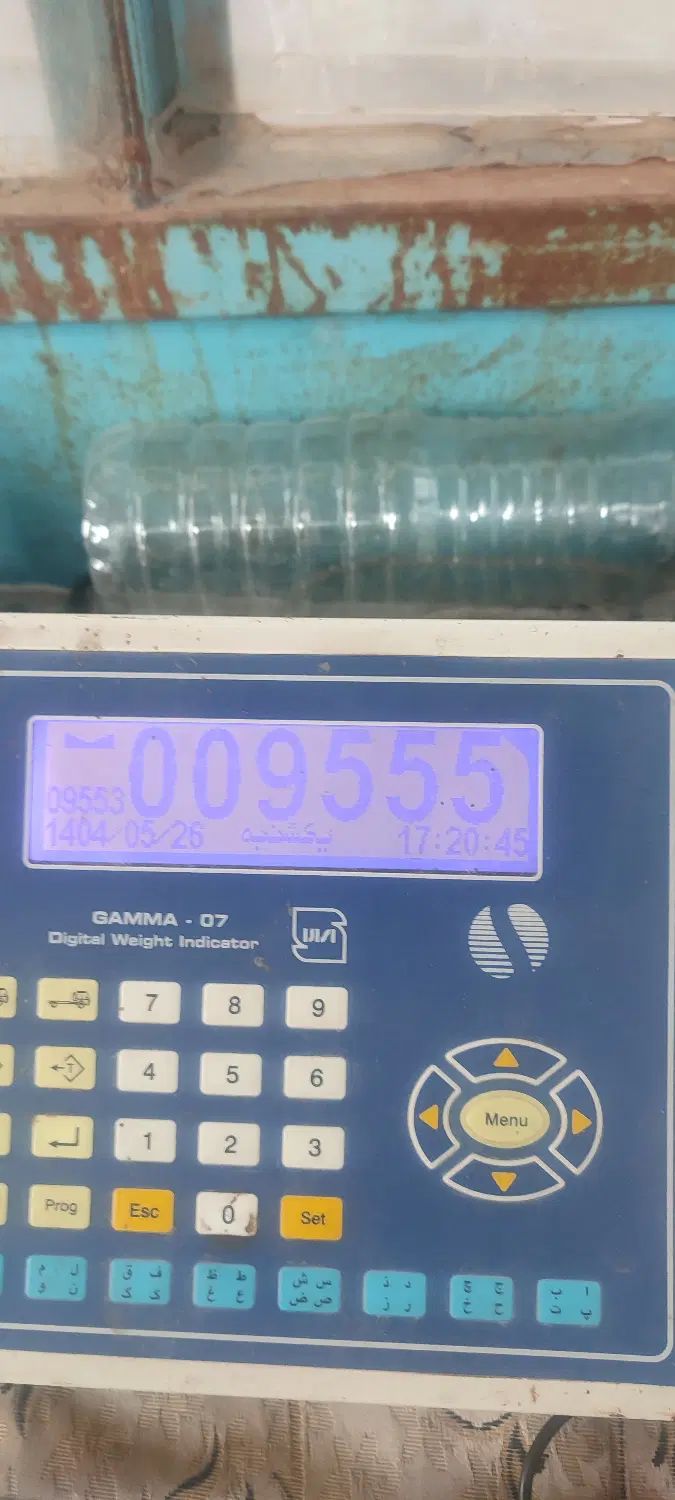 009555
09553
1404/05/26 یکشنبه 17:20:45
GAMMA - 07
Digital Weight Indicator
7 8 9
T 4 5 6
1 2 3
Menu
Prog Esc 0 Set